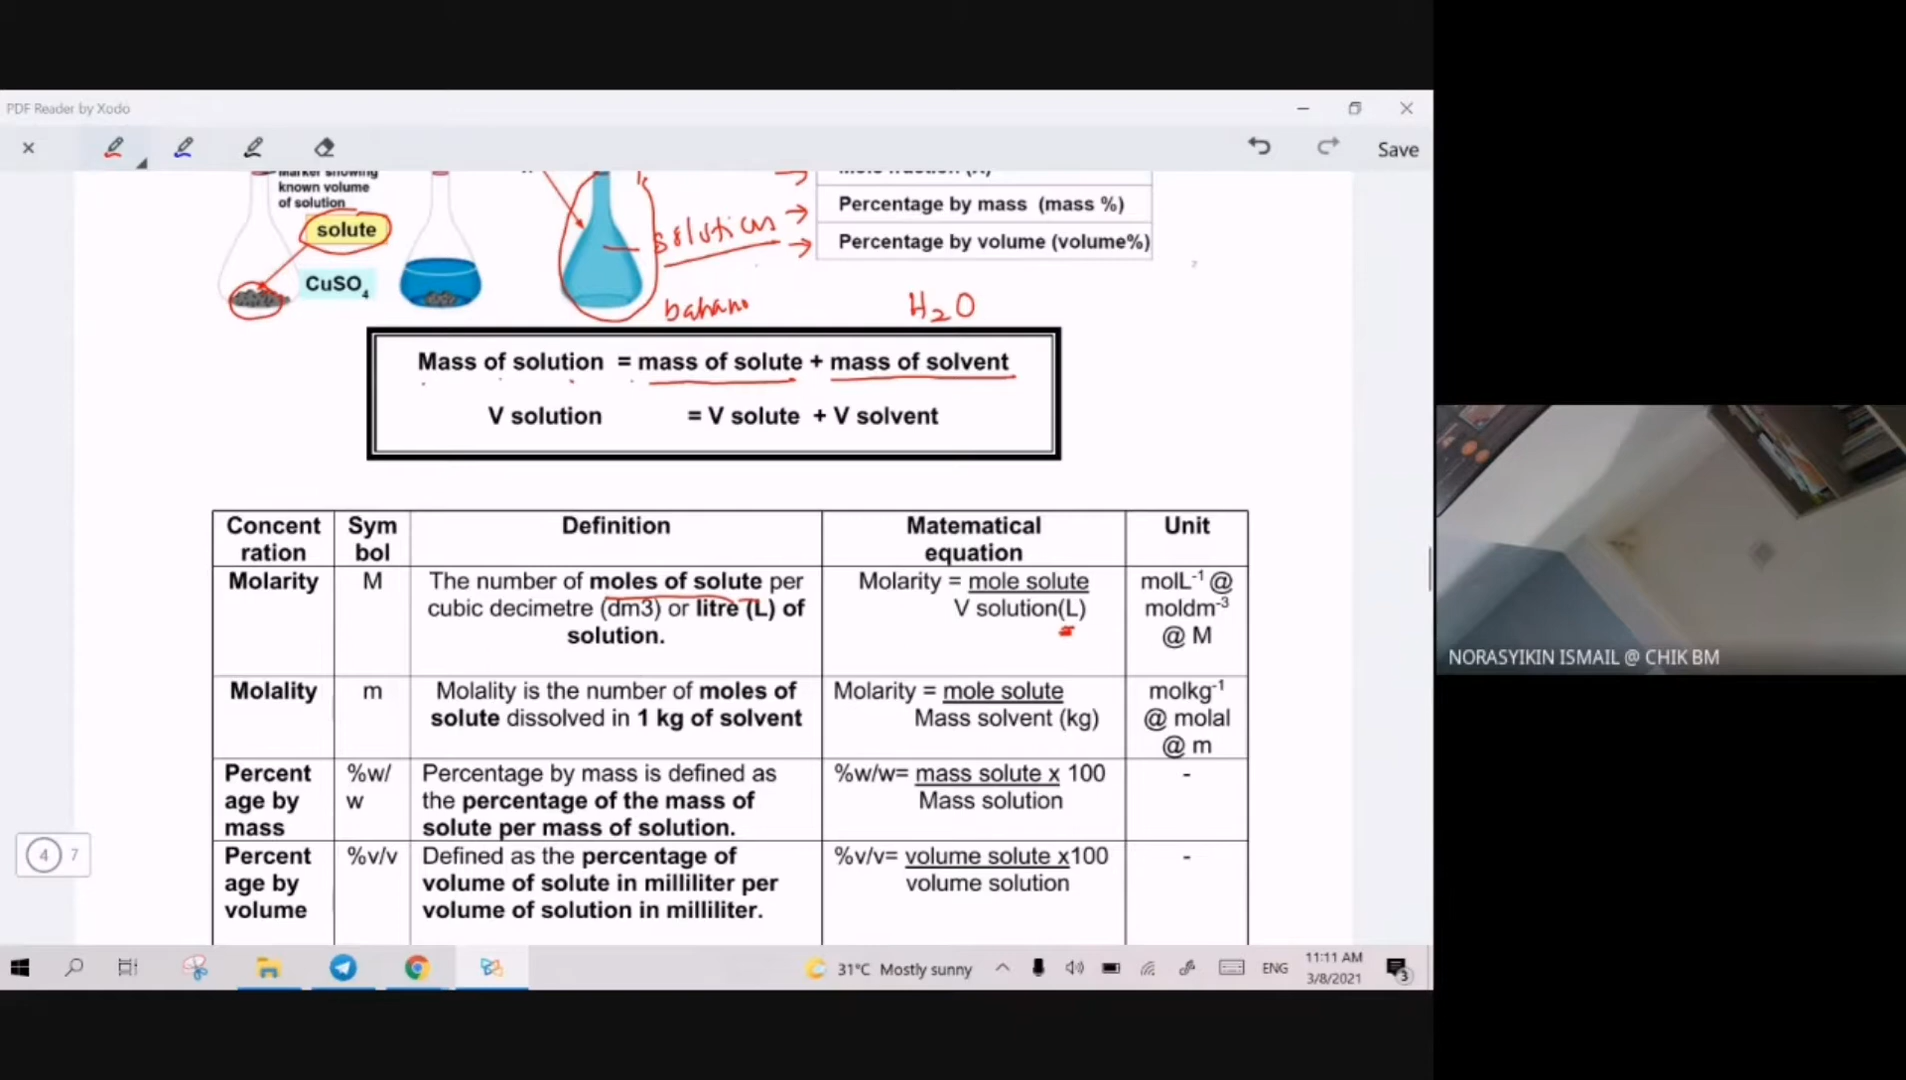 PDF Reader by Xodo
Save
Marker showing
known volume
of solution
solute
CuSO4
solution
bahan
H2O
Mole fraction (X)
Percentage by mass (mass %)
Percentage by volume (volume%)
Mass of solution = mass of solute + mass of solvent
V solution = V solute + V solvent
Concent
ration
Sym
bol
Definition
Matematical
equation
Unit
Molarity
M
The number of moles of solute per
cubic decimetre (dm3) or litre (L) of
solution.
Molarity = mole solute
V solution(L)
molL-1 @
moldm-3
@ M
Molality
m
Molality is the number of moles of
solute dissolved in 1 kg of solvent
Molarity = mole solute
Mass solvent (kg)
molkg-1
@ molal
@ m
Percent
age by
mass
%w/
w
Percentage by mass is defined as
the percentage of the mass of
solute per mass of solution.
%w/w= mass solute x 100
Mass solution
-
Percent
age by
volume
%v/v
Defined as the percentage of
volume of solute in milliliter per
volume of solution in milliliter.
%v/v= volume solute x100
volume solution
-
4 7
31°C Mostly sunny
ENG
11:11 AM
3/8/2021
3
NORASYIKIN ISMAIL @ CHIK BM